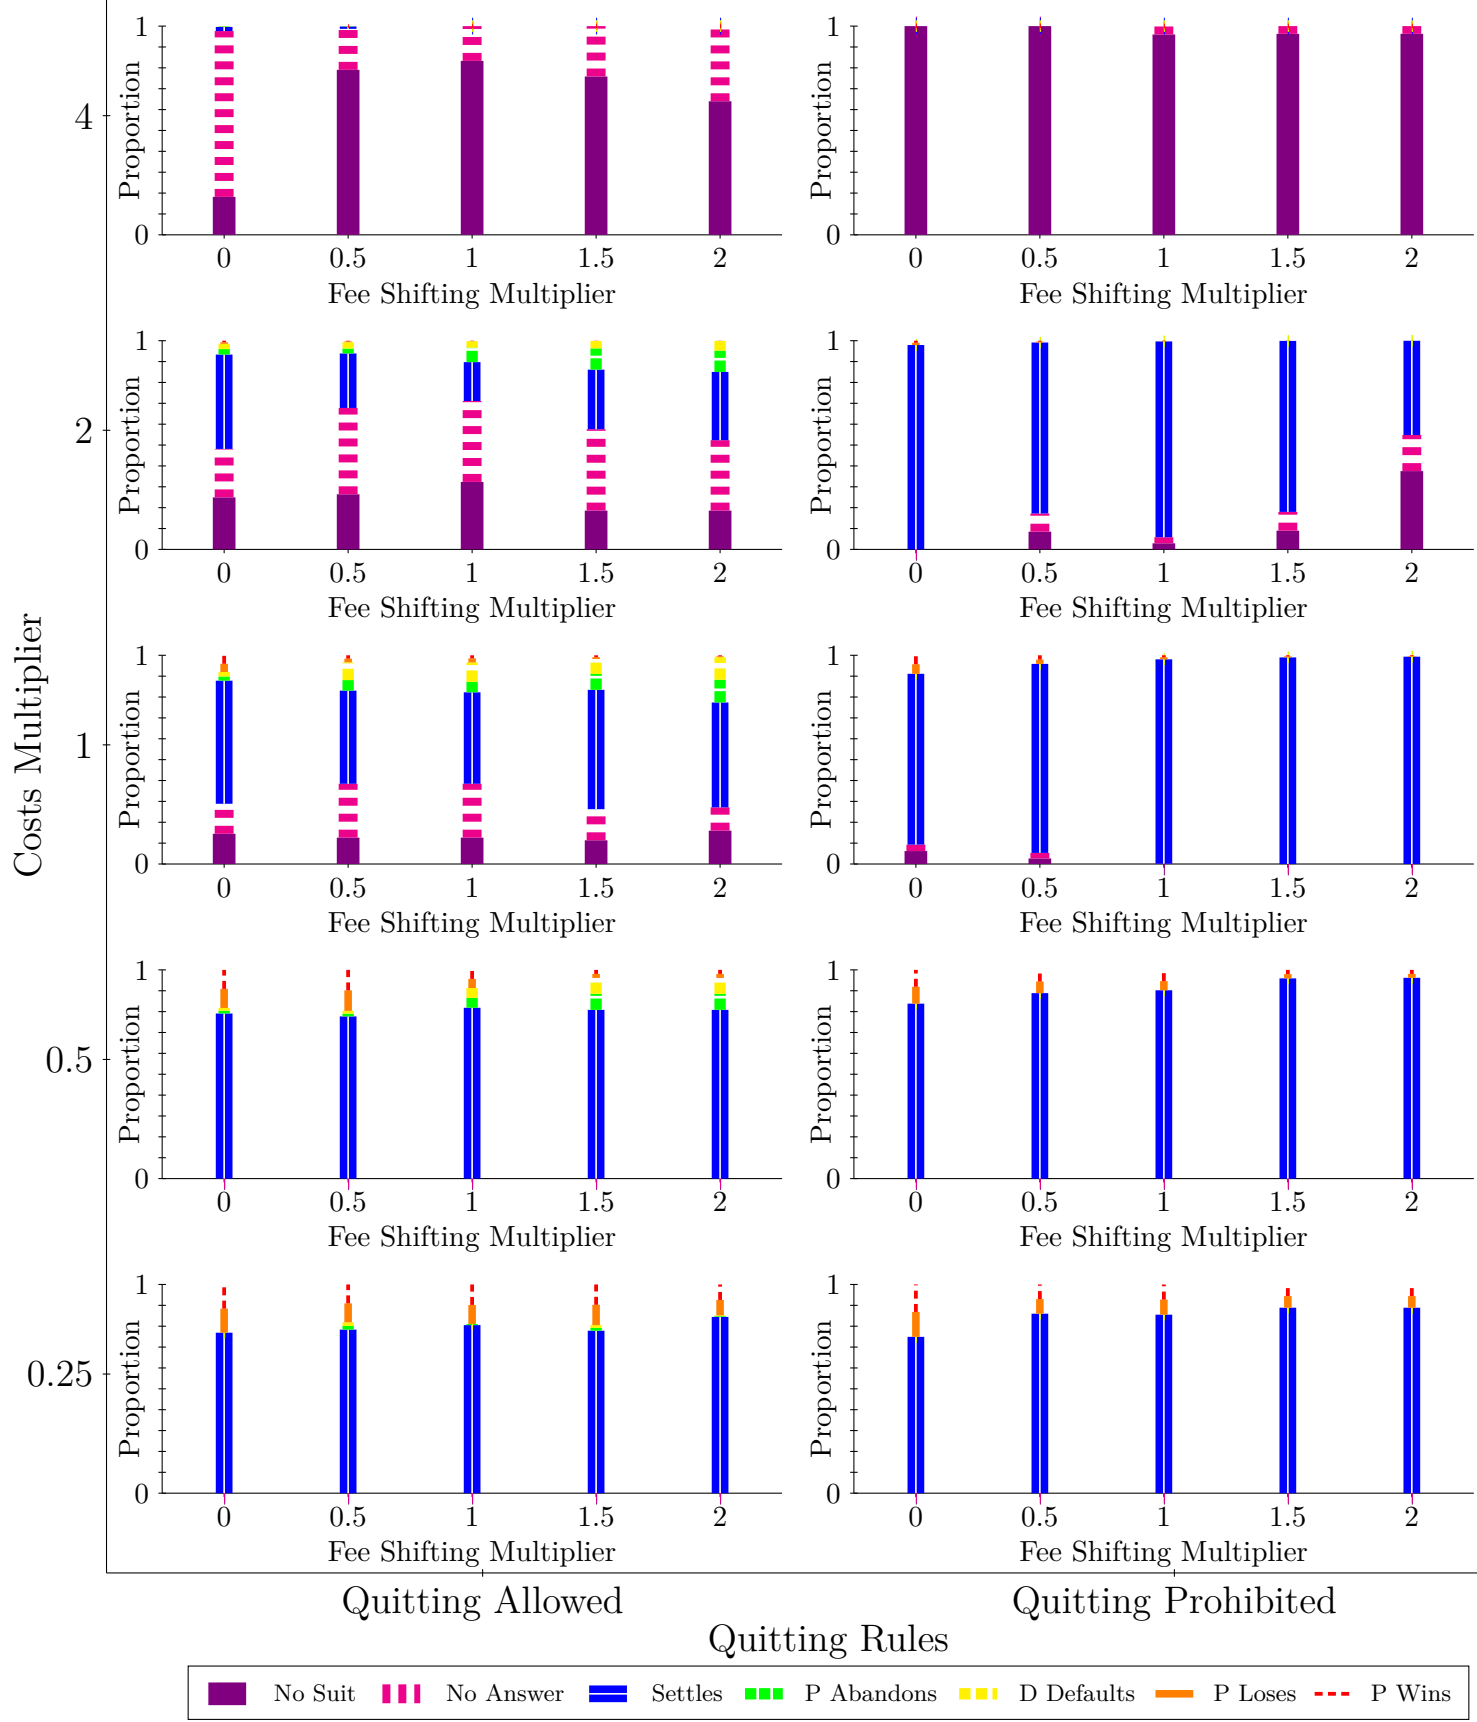 1
Proportion
0
0 0.5 1 1.5 2
Fee Shifting Multiplier
1
Proportion
0
0 0.5 1 1.5 2
Fee Shifting Multiplier
4
1
Proportion
0
0 0.5 1 1.5 2
Fee Shifting Multiplier
1
Proportion
0
0 0.5 1 1.5 2
Fee Shifting Multiplier
2
1
Proportion
0
0 0.5 1 1.5 2
Fee Shifting Multiplier
1
Proportion
0
0 0.5 1 1.5 2
Fee Shifting Multiplier
1
Costs Multiplier
1
Proportion
0
0 0.5 1 1.5 2
Fee Shifting Multiplier
1
Proportion
0
0 0.5 1 1.5 2
Fee Shifting Multiplier
0.5
1
Proportion
0
0 0.5 1 1.5 2
Fee Shifting Multiplier
1
Proportion
0
0 0.5 1 1.5 2
Fee Shifting Multiplier
0.25
Quitting Allowed Quitting Prohibited
Quitting Rules
No Suit No Answer Settles P Abandons D Defaults P Loses P Wins